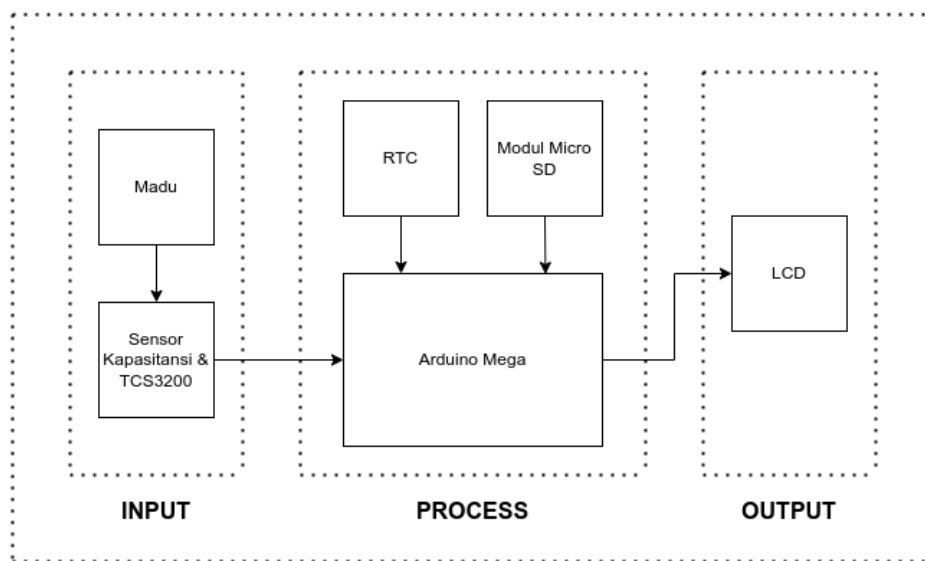 Madu
Sensor
Kapasitansi &
TCS3200
INPUT
RTC
Modul Micro
SD
Arduino Mega
PROCESS
LCD
OUTPUT